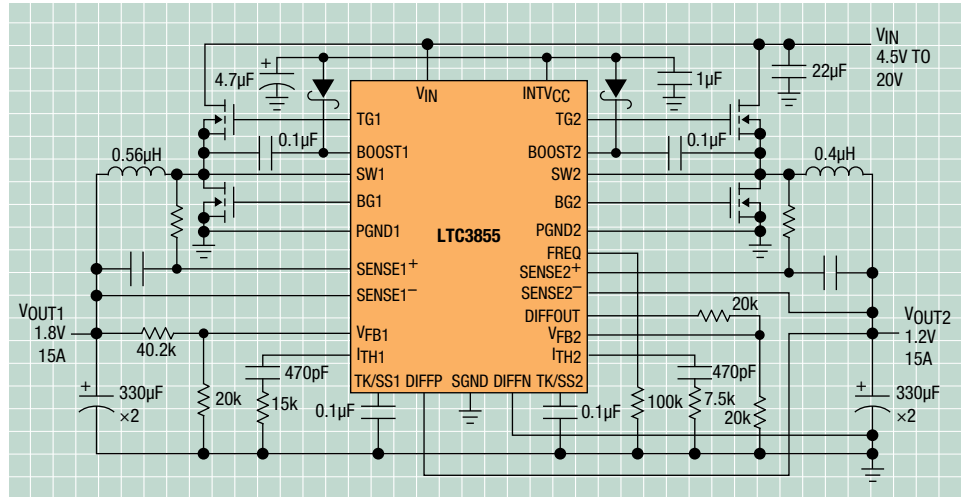 VIN
4.5V TO
20V
4.7µF
+
VIN
INTVCC
1µF
22µF
TG1
TG2
0.1µF
0.1µF
BOOST1
BOOST2
0.56µH
0.4µH
SW1
SW2
BG1
BG2
PGND1
LTC3855
PGND2
FREQ
SENSE1+
SENSE2+
SENSE1–
SENSE2–
DIFFOUT
20k
VOUT1
1.8V
15A
VOUT2
1.2V
15A
40.2k
VFB1
VFB2
ITH1
ITH2
470pF
470pF
TK/SS1 DIFFP SGND DIFFN TK/SS2
+
330µF
×2
20k
15k
0.1µF
0.1µF
100k
7.5k
20k
+
330µF
×2